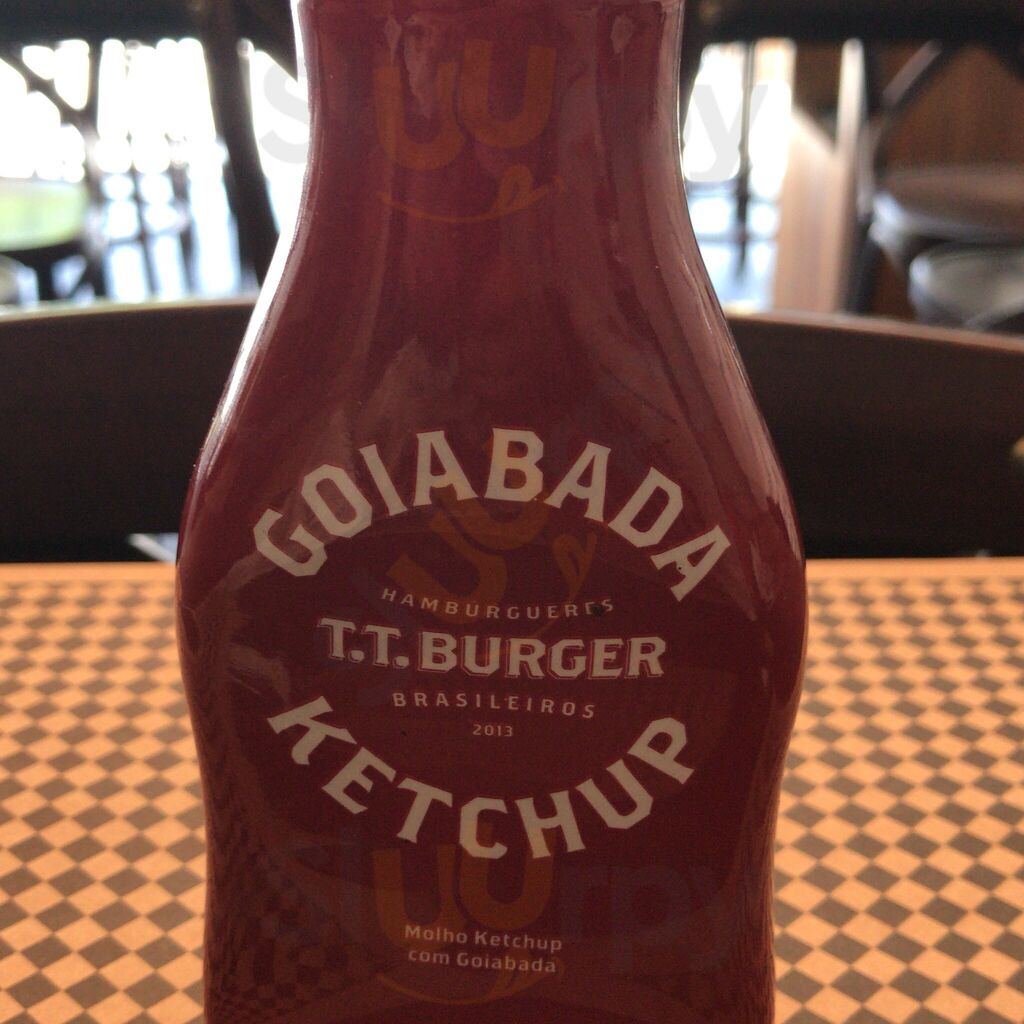 GOIABADA
HAMBURGUERES
T.T. BURGER
BRASILEIROS
2013
KETCHUP
Molho Ketchup
com Goiabada